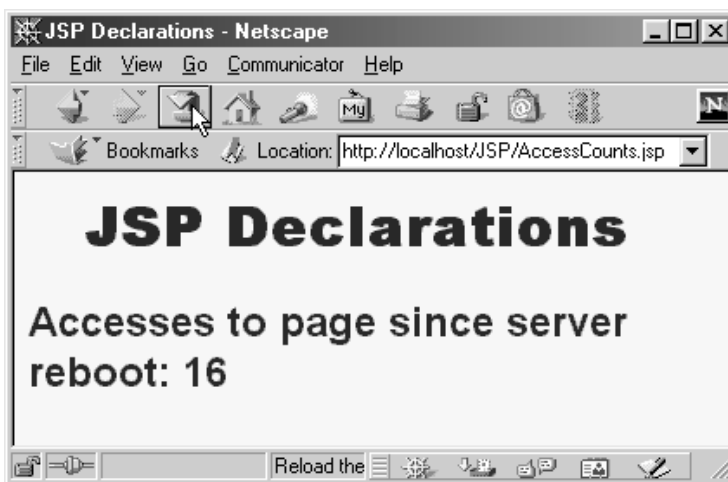 JSP Declarations - Netscape
File Edit View Go Communicator Help
My N
Bookmarks Location: http://localhost/JSP/AccessCounts.jsp
JSP Declarations
Accesses to page since server
reboot: 16
Reload the